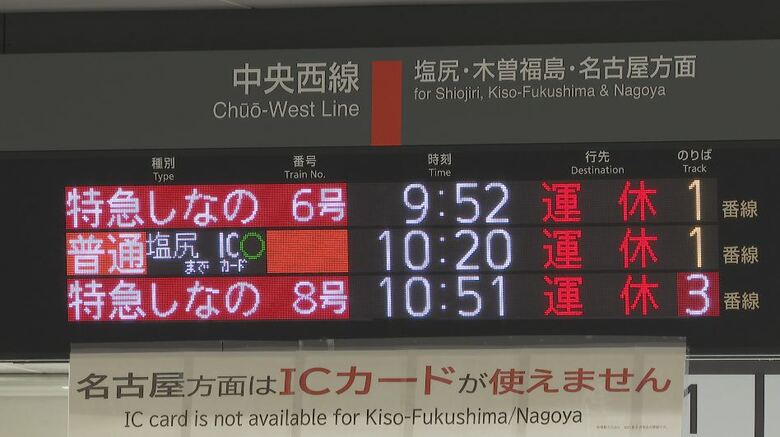 中央西線
Chūō-West Line
塩尻・木曽福島・名古屋方面
for Shiojiri, Kiso-Fukushima & Nagoya
種別 番号 時刻 行先 のりば
Type Train No. Time Destination Track
特急しなの 6号 9:52 運休 1 番線
普通 塩尻まで ICカード○ 10:20 運休 1 番線
特急しなの 8号 10:51 運休 3 番線
名古屋方面はICカードが使えません
IC card is not available for Kiso-Fukushima/Nagoya